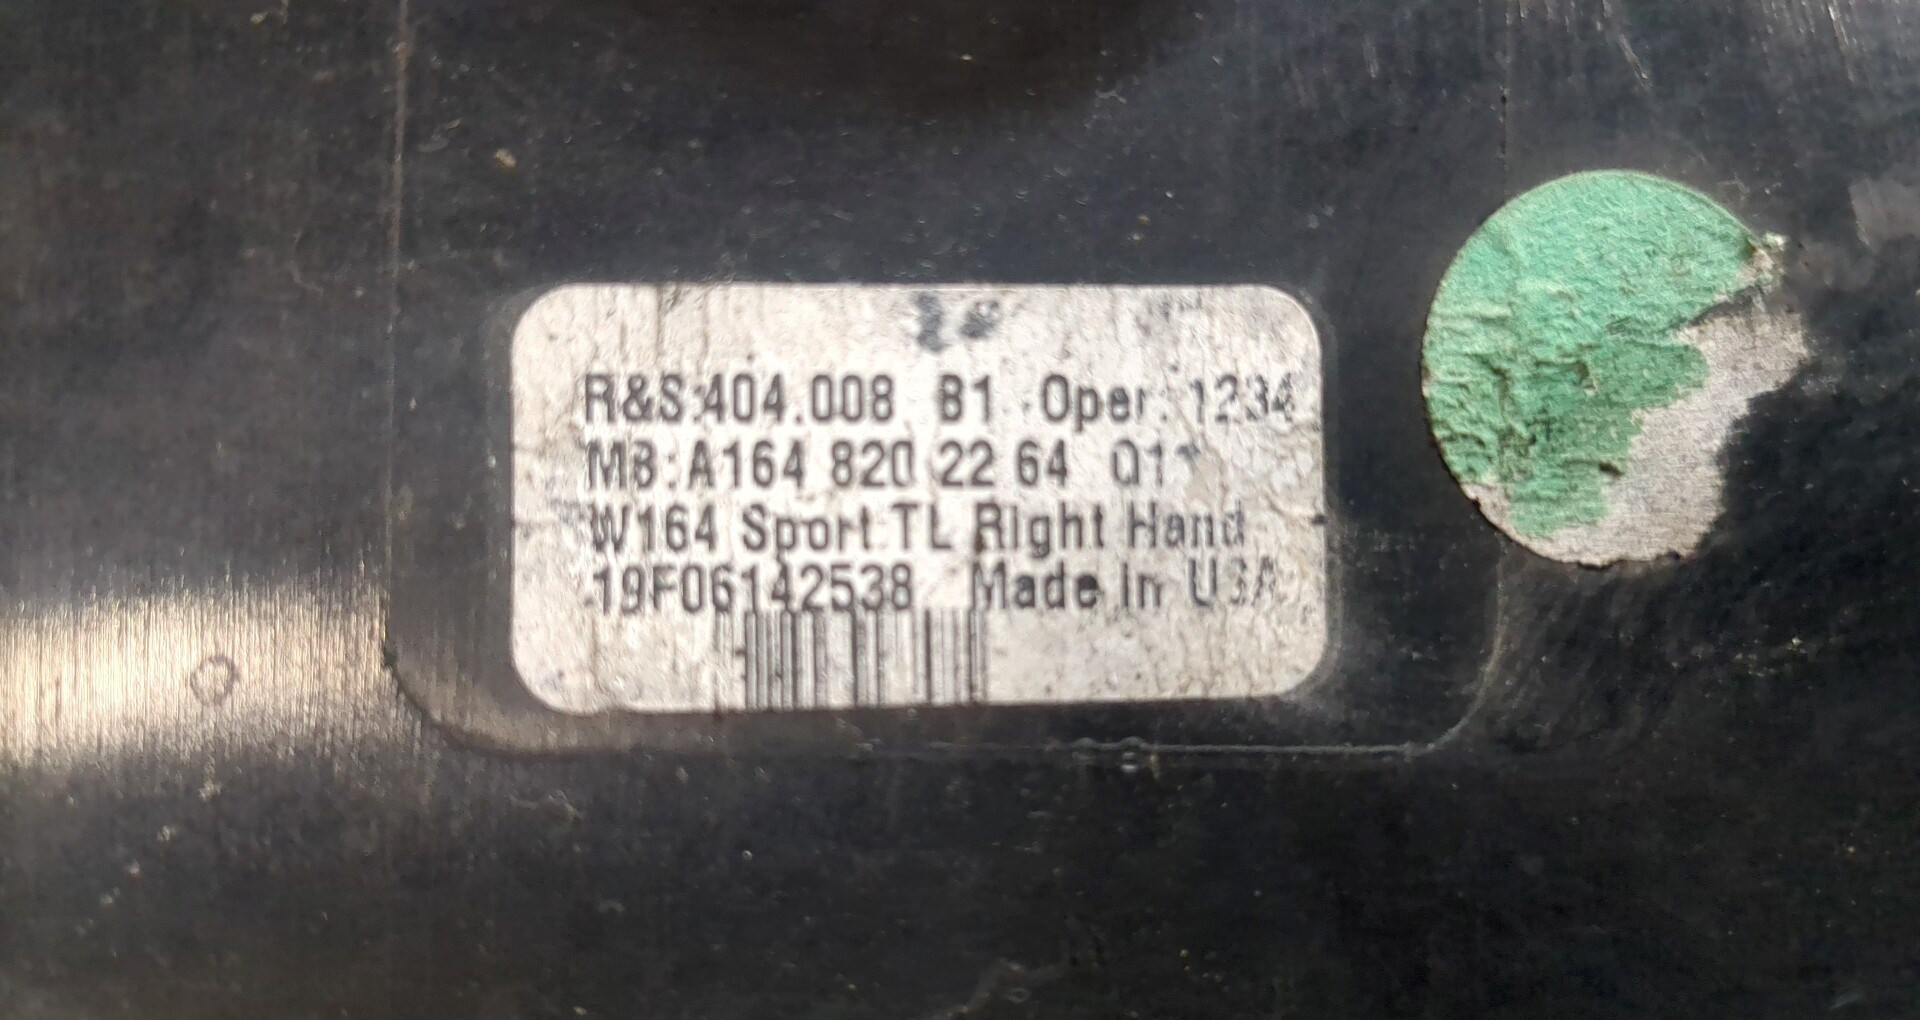 R&S:404.008 B1 Oper: 1234
MB:A164 820 22 64
W164 Sport TL Right Hand
19F06142538 Made In USA